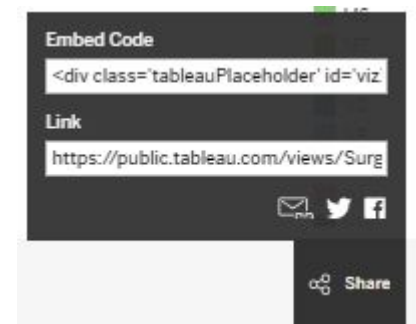 Embed Code
<div class='tableauPlaceholder' id='viz
Link
https://public.tableau.com/views/Surg
Share